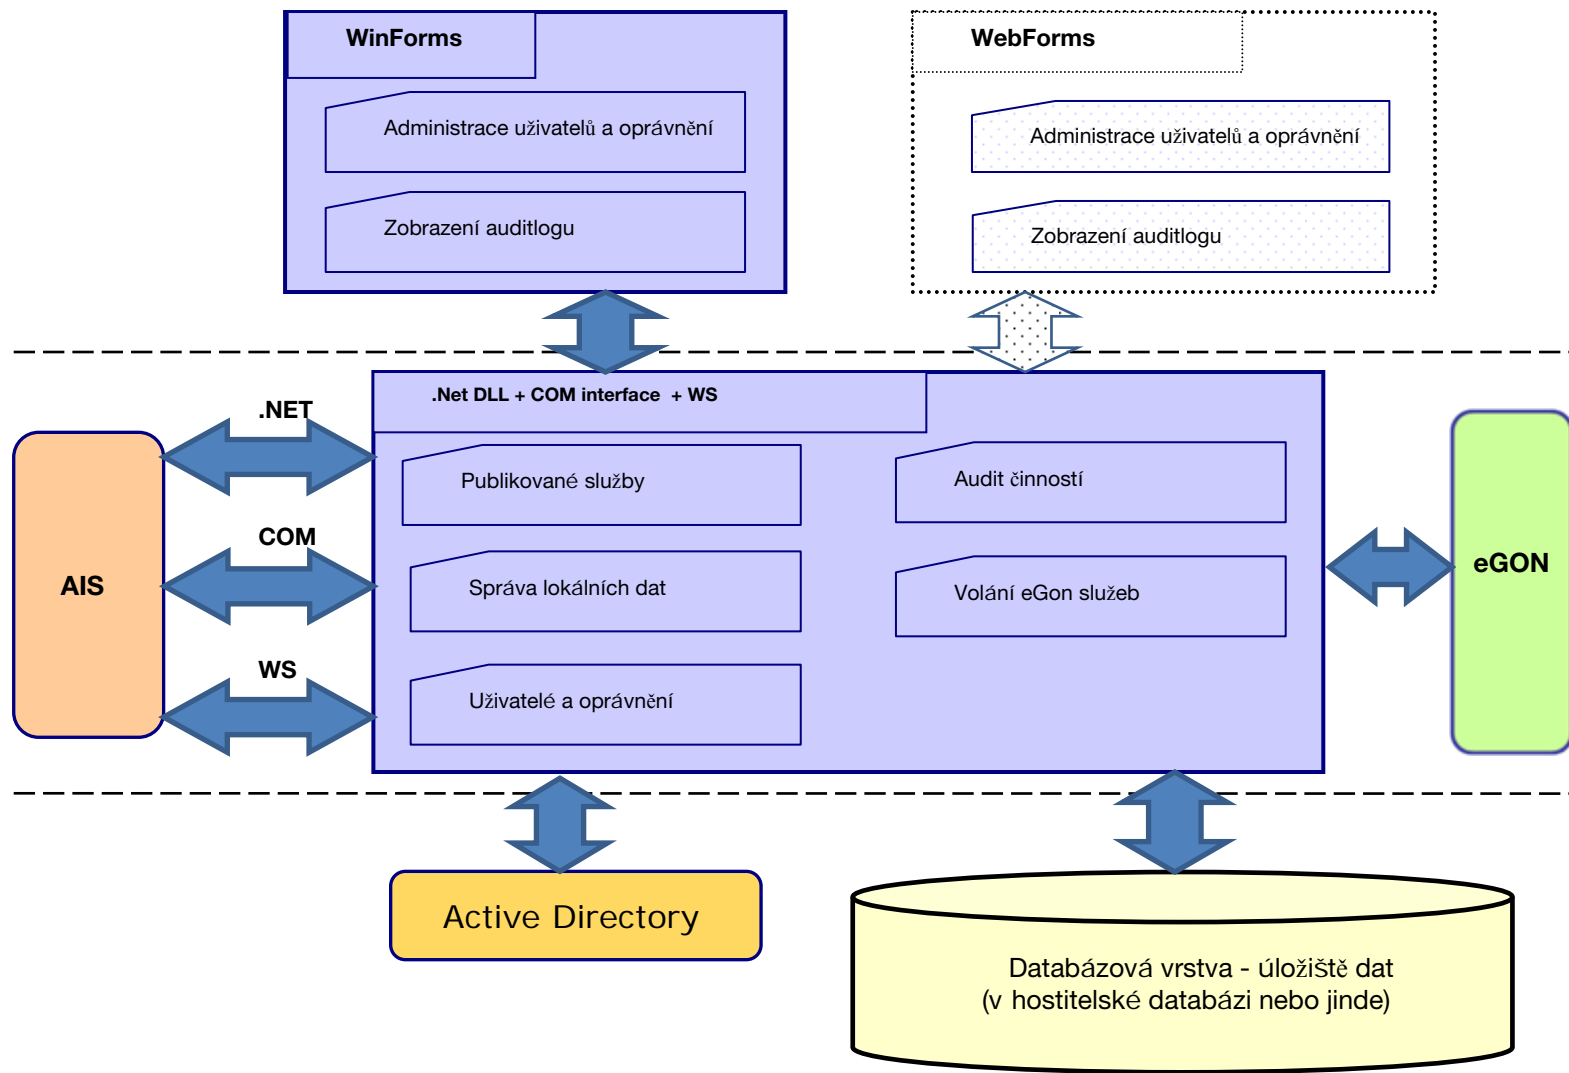 WinForms
Administrace uživatelů a oprávnění
Zobrazení auditlogu
WebForms
Administrace uživatelů a oprávnění
Zobrazení auditlogu
.Net DLL + COM interface + WS
.NET
COM
WS
AIS
Publikované služby
Správa lokálních dat
Uživatelé a oprávnění
Audit činností
Volání eGon služeb
eGON
Active Directory
Databázová vrstva - úložiště dat
(v hostitelské databázi nebo jinde)